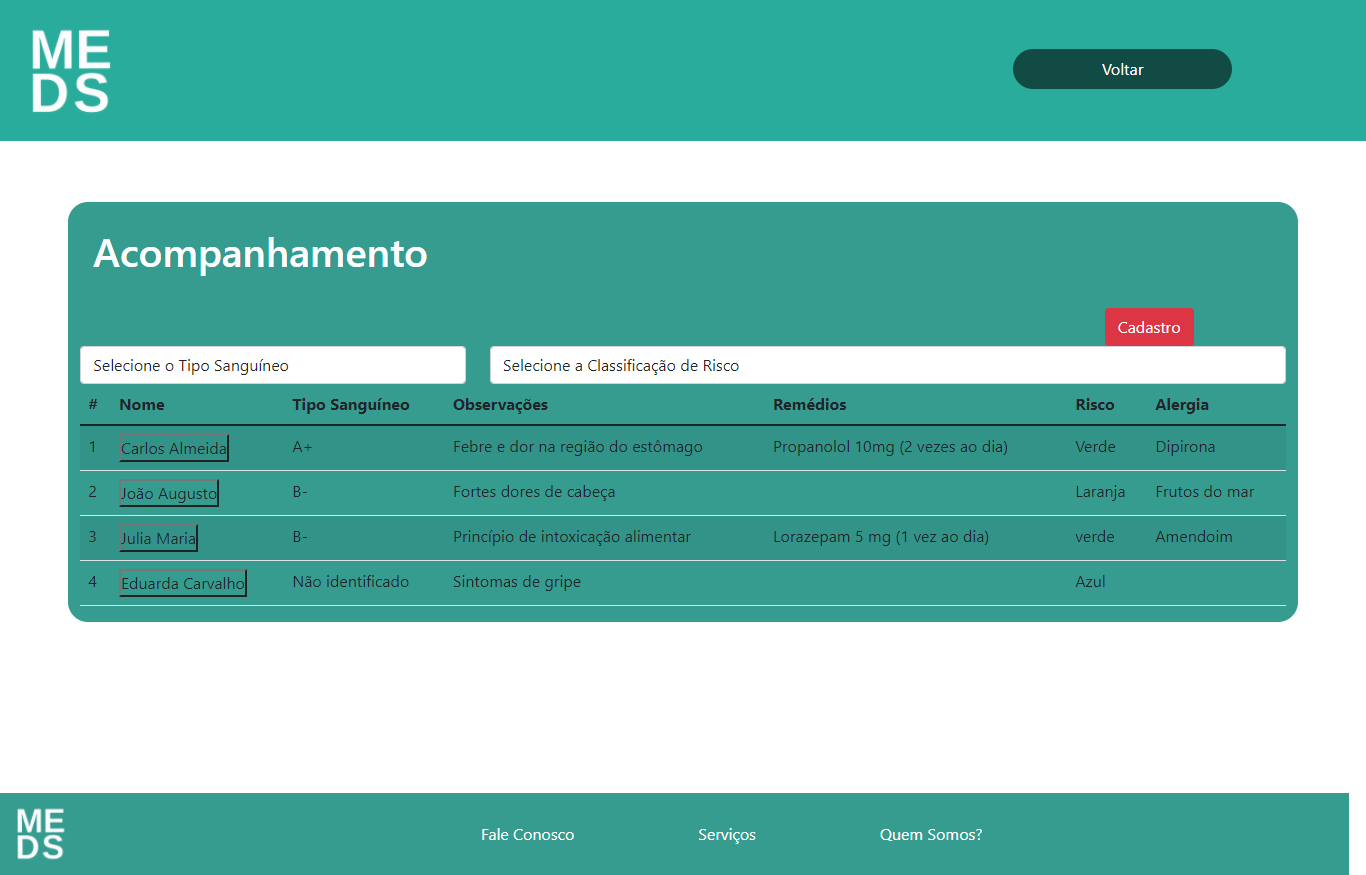 ME
DS
Voltar
Acompanhamento
Cadastro
Selecione o Tipo Sanguíneo Selecione a Classificação de Risco
# Nome Tipo Sanguíneo Observações Remédios Risco Alergia
1 Carlos Almeida A+ Febre e dor na região do estômago Propanolol 10mg (2 vezes ao dia) Verde Dipirona
2 João Augusto B- Fortes dores de cabeça Laranja Frutos do mar
3 Julia Maria B- Princípio de intoxicação alimentar Lorazepam 5 mg (1 vez ao dia) verde Amendoim
4 Eduarda Carvalho Não identificado Sintomas de gripe Azul
ME
DS
Fale Conosco Serviços Quem Somos?